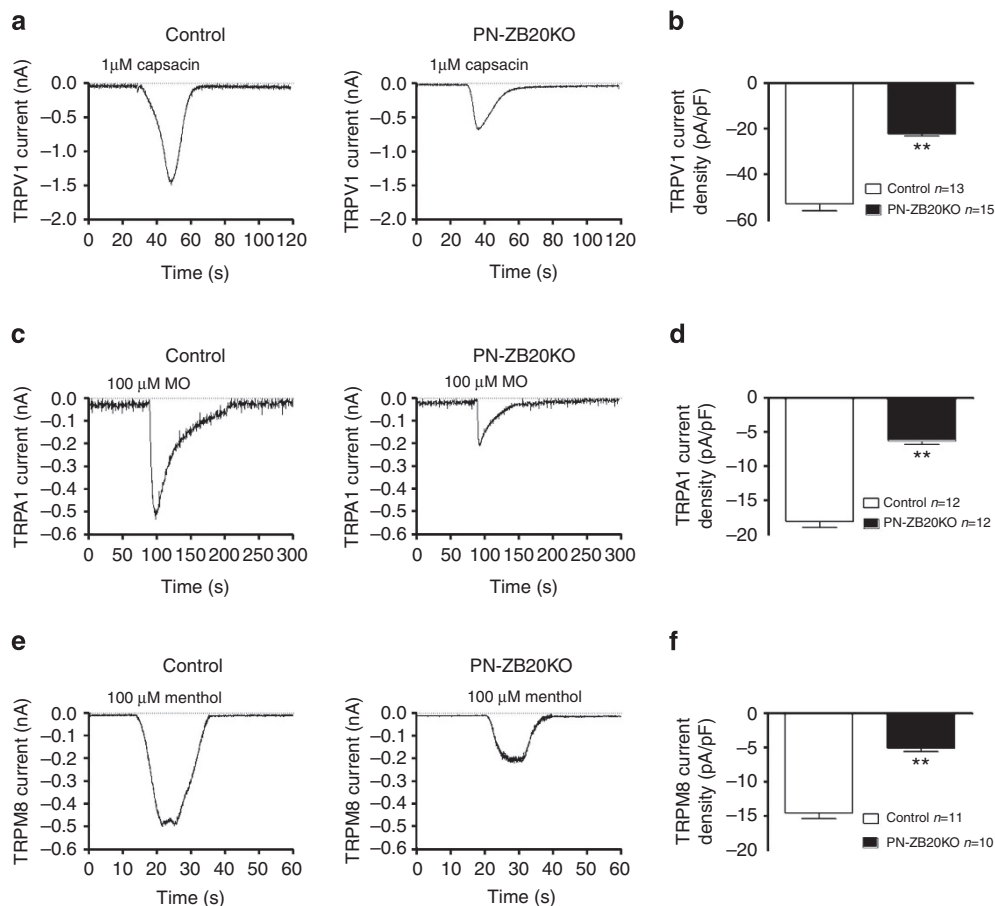 a
Control
PN-ZB20KO
1μM capsacin
1μM capsacin
TRPV1 current (nA)
0.0
−0.5
−1.0
−1.5
−2.0
0 20 40 60 80 100 120
Time (s)
TRPV1 current (nA)
0.0
−0.5
−1.0
−1.5
−2.0
0 20 40 60 80 100 120
Time (s)
b
TRPV1 current
density (pA/pF)
0
−20
−40
−60
**
Control n=13
PN-ZB20KO n=15
c
Control
PN-ZB20KO
100 μM MO
100 μM MO
TRPA1 current (nA)
0.0
−0.1
−0.2
−0.3
−0.4
−0.5
−0.6
0 50 100 150 200 250 300
Time (s)
TRPA1 current (nA)
0.0
−0.1
−0.2
−0.3
−0.4
−0.5
−0.6
0 50 100 150 200 250 300
Time (s)
d
TRPA1 current
density (pA/pF)
0
−5
−10
−15
−20
**
Control n=12
PN-ZB20KO n=12
e
Control
PN-ZB20KO
100 μM menthol
100 μM menthol
TRPM8 current (nA)
0.0
−0.1
−0.2
−0.3
−0.4
−0.5
−0.6
0 10 20 30 40 50 60
Time (s)
TRPM8 current (nA)
0.0
−0.1
−0.2
−0.3
−0.4
−0.5
−0.6
0 10 20 30 40 50 60
Time (s)
f
TRPM8 current
density (pA/pF)
0
−5
−10
−15
−20
**
Control n=11
PN-ZB20KO n=10